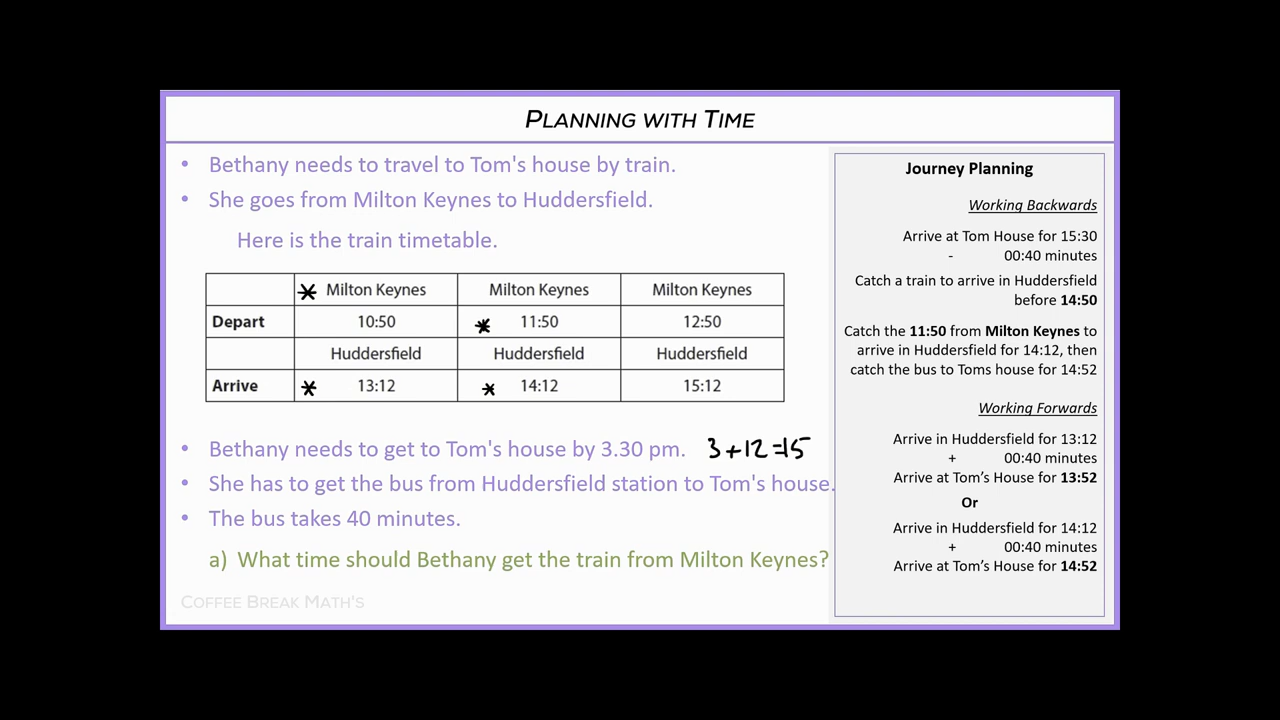 PLANNING WITH TIME
• Bethany needs to travel to Tom's house by train.
• She goes from Milton Keynes to Huddersfield.
Here is the train timetable.
* Milton Keynes Milton Keynes Milton Keynes
Depart 10:50 * 11:50 12:50
Huddersfield Huddersfield Huddersfield
Arrive * 13:12 * 14:12 15:12
• Bethany needs to get to Tom's house by 3.30 pm. 3+12=15
• She has to get the bus from Huddersfield station to Tom's house.
• The bus takes 40 minutes.
a) What time should Bethany get the train from Milton Keynes?
COFFEE BREAK MATH'S
Journey Planning
Working Backwards
Arrive at Tom House for 15:30
- 00:40 minutes
Catch a train to arrive in Huddersfield
before 14:50
Catch the 11:50 from Milton Keynes to
arrive in Huddersfield for 14:12, then
catch the bus to Toms house for 14:52
Working Forwards
Arrive in Huddersfield for 13:12
+ 00:40 minutes
Arrive at Tom's House for 13:52
Or
Arrive in Huddersfield for 14:12
+ 00:40 minutes
Arrive at Tom's House for 14:52